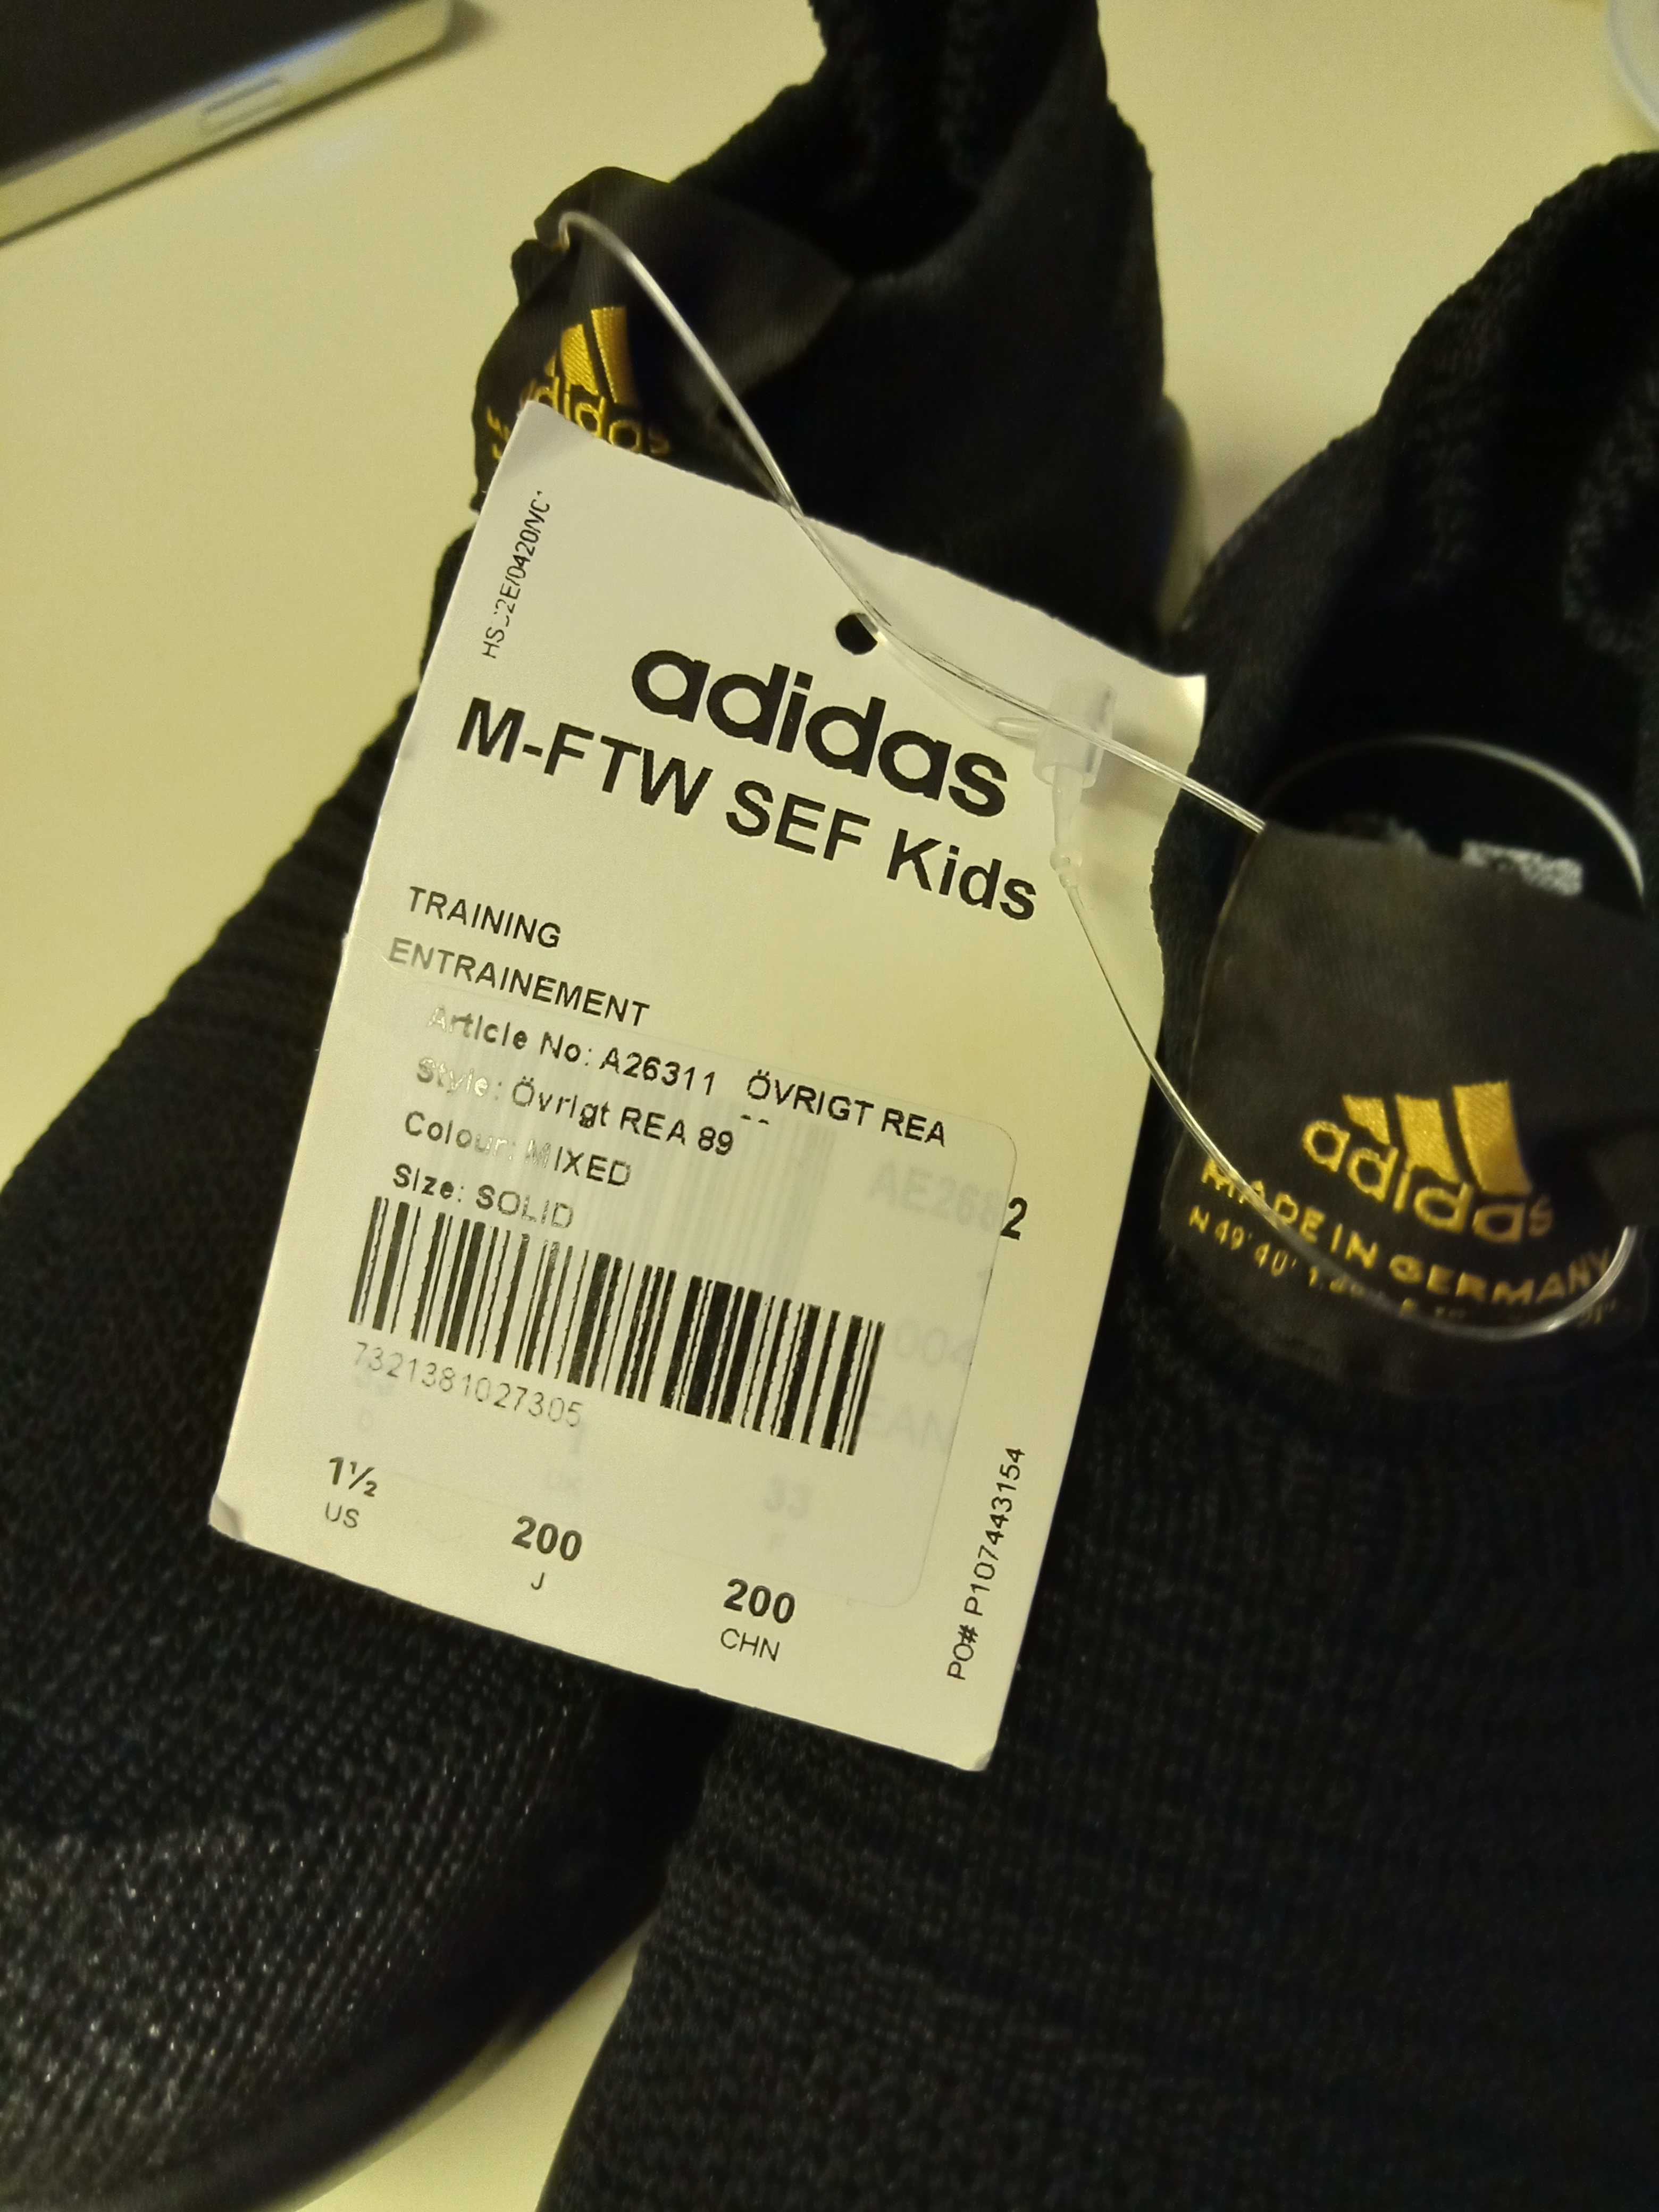 adidas
adidas
M-FTW SEF Kids
TRAINING
ENTRAINEMENT
Article No: A26311 ÖVRIGT REA
Style: Övrigt REA 89
Colour: MIXED
Size: SOLID
7321381027305
1½
US
200
J
200
CHN
33
PO# P107443154
adidas
MADE IN GERMANY